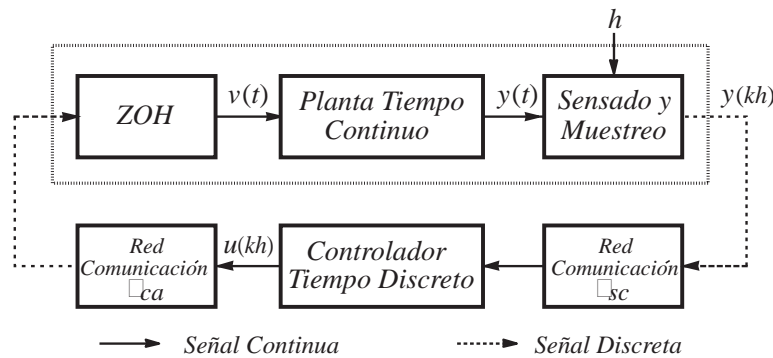 h
ZOH
v(t)
Planta Tiempo
Continuo
y(t)
Sensado y
Muestreo
y(kh)
Red
Comunicación
□ca
u(kh)
Controlador
Tiempo Discreto
Red
Comunicación
□sc
Señal Continua
Señal Discreta